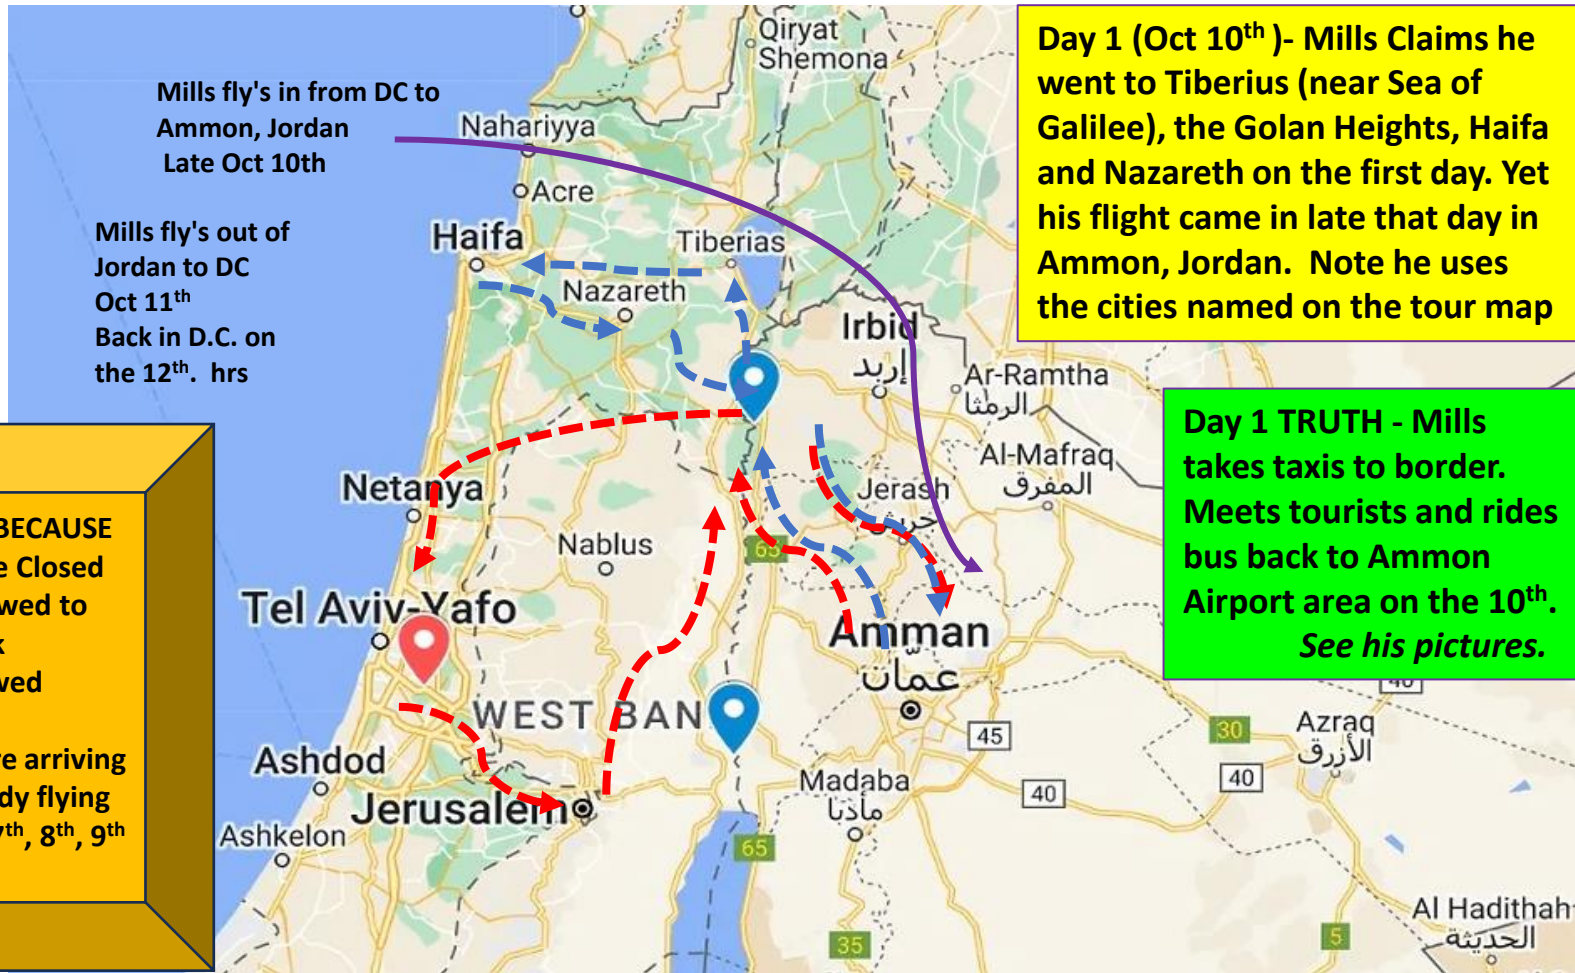 Mills fly's in from DC to
Ammon, Jordan
Late Oct 10th
Mills fly's out of
Jordan to DC
Oct 11th
Back in D.C. on
the 12th. hrs
Day 1 (Oct 10th )- Mills Claims he
went to Tiberius (near Sea of
Galilee), the Golan Heights, Haifa
and Nazareth on the first day. Yet
his flight came in late that day in
Ammon, Jordan. Note he uses
the cities named on the tour map
Day 1 TRUTH - Mills
takes taxis to border.
Meets tourists and rides
bus back to Ammon
Airport area on the 10th.
See his pictures.
BECAUSE
e Closed
wed to
k
wed
re arriving
dy flying
7th, 8th, 9th
Qiryat
Shemona
Nahariyya
Acre
Haifa
Tiberias
Nazareth
Irbid
إربد
Ar-Ramtha
الرمثا
Al-Mafraq
المفرق
Jerash
جرش
Netanya
Nablus
65
Tel Aviv-Yafo
Amman
عمّان
WEST BAN
40
Azraq
الأزرق
30
45
40
40
Ashdod
Jerusalem
Madaba
مادبا
Ashkelon
65
35
5
Al Hadithah
الحديثة